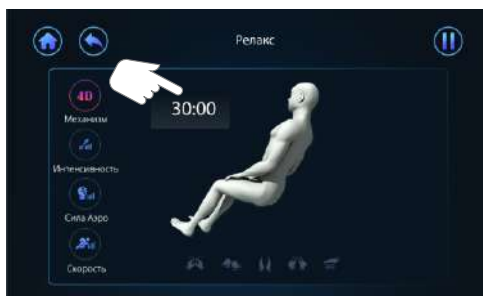 Релакс
4D
Механизм
30:00
Интенсивность
Сила Аэро
Скорость